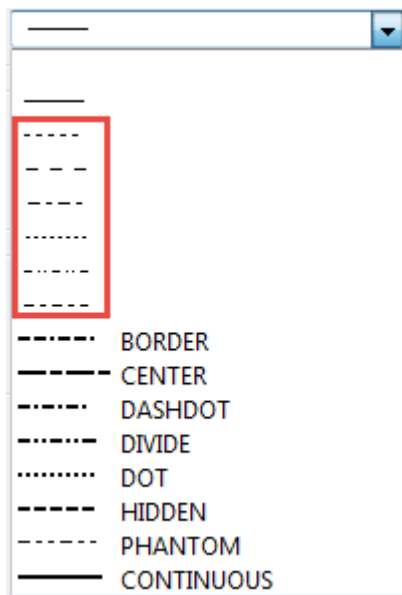 BORDER
CENTER
DASHDOT
DIVIDE
DOT
HIDDEN
PHANTOM
CONTINUOUS